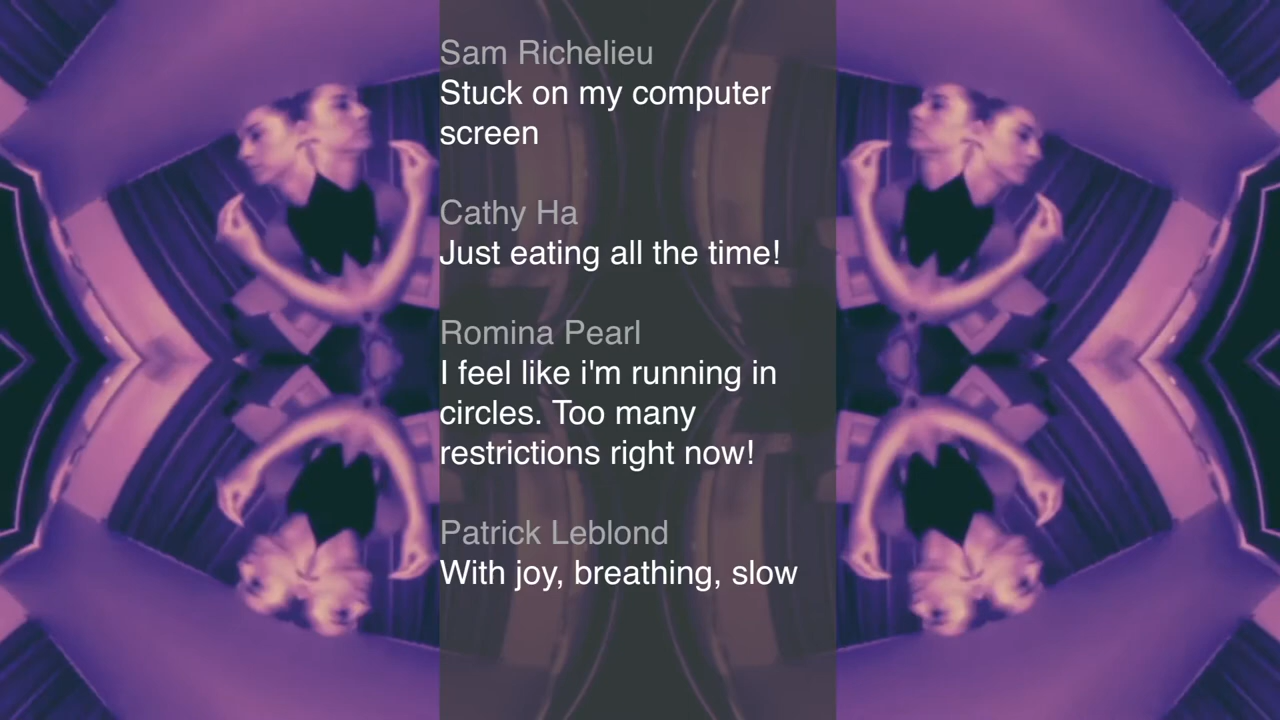 Sam Richelieu
Stuck on my computer
screen
Cathy Ha
Just eating all the time!
Romina Pearl
I feel like i'm running in
circles. Too many
restrictions right now!
Patrick Leblond
With joy, breathing, slow